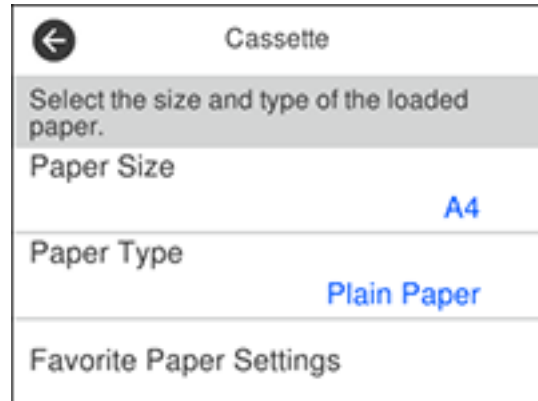 Cassette
Select the size and type of the loaded
paper.
Paper Size
A4
Paper Type
Plain Paper
Favorite Paper Settings